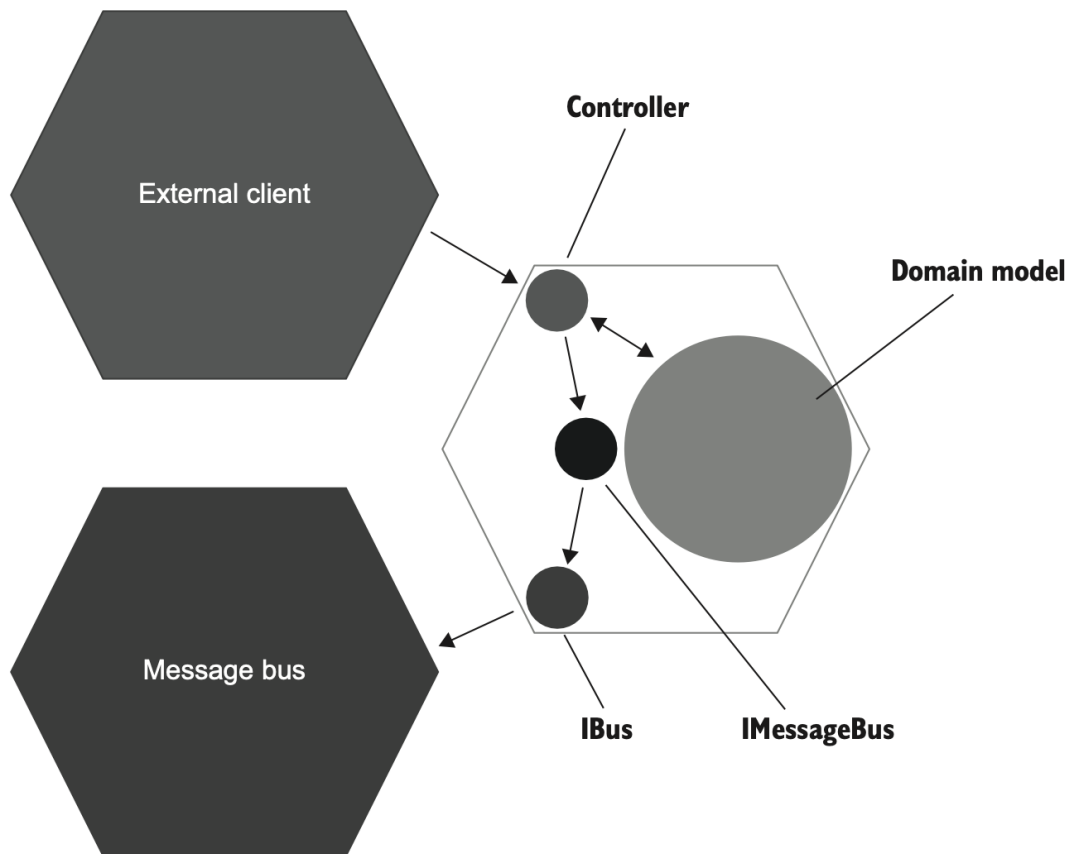 Controller
External client
Domain model
Message bus
IBus
IMessageBus